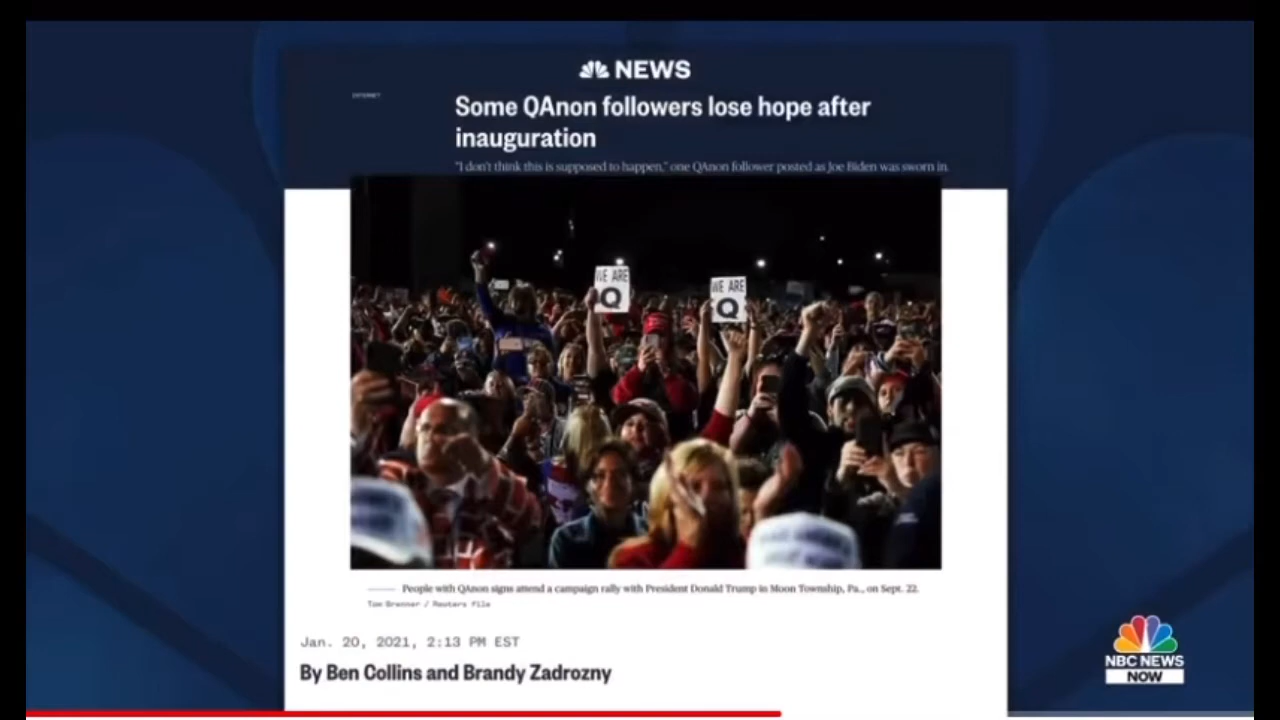 NEWS
INTERNET
Some QAnon followers lose hope after
inauguration
"I don't think this is supposed to happen," one QAnon follower posted as Joe Biden was sworn in.
WE ARE
Q
WE ARE
Q
People with QAnon signs attend a campaign rally with President Donald Trump in Moon Township, Pa., on Sept. 22.
Tom Brenner / Reuters file
Jan. 20, 2021, 2:13 PM EST
By Ben Collins and Brandy Zadrozny
NBC NEWS
NOW